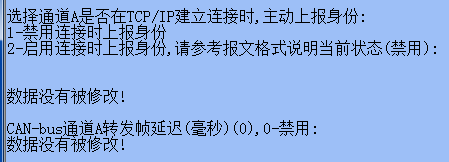 选择通道A是否在TCP/IP建立连接时,主动上报身份:
1-禁用连接时上报身份
2-启用连接时上报身份,请参考报文格式说明当前状态(禁用):
数据没有被修改!
CAN-bus通道A转发帧延迟(毫秒)(0),0-禁用:
数据没有被修改!